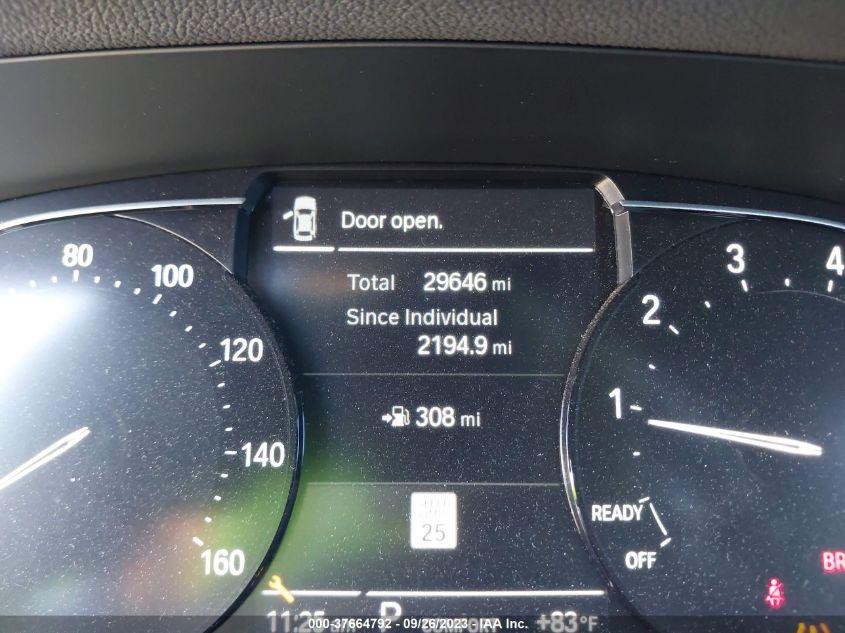 Door open.
Total 29646 mi
Since Individual
2194.9 mi
308 mi
25
80
100
120
140
160
1
2
3
4
READY
OFF
BR
P
+83°F
000-37664792 - 09/26/2023 - IAA Inc.